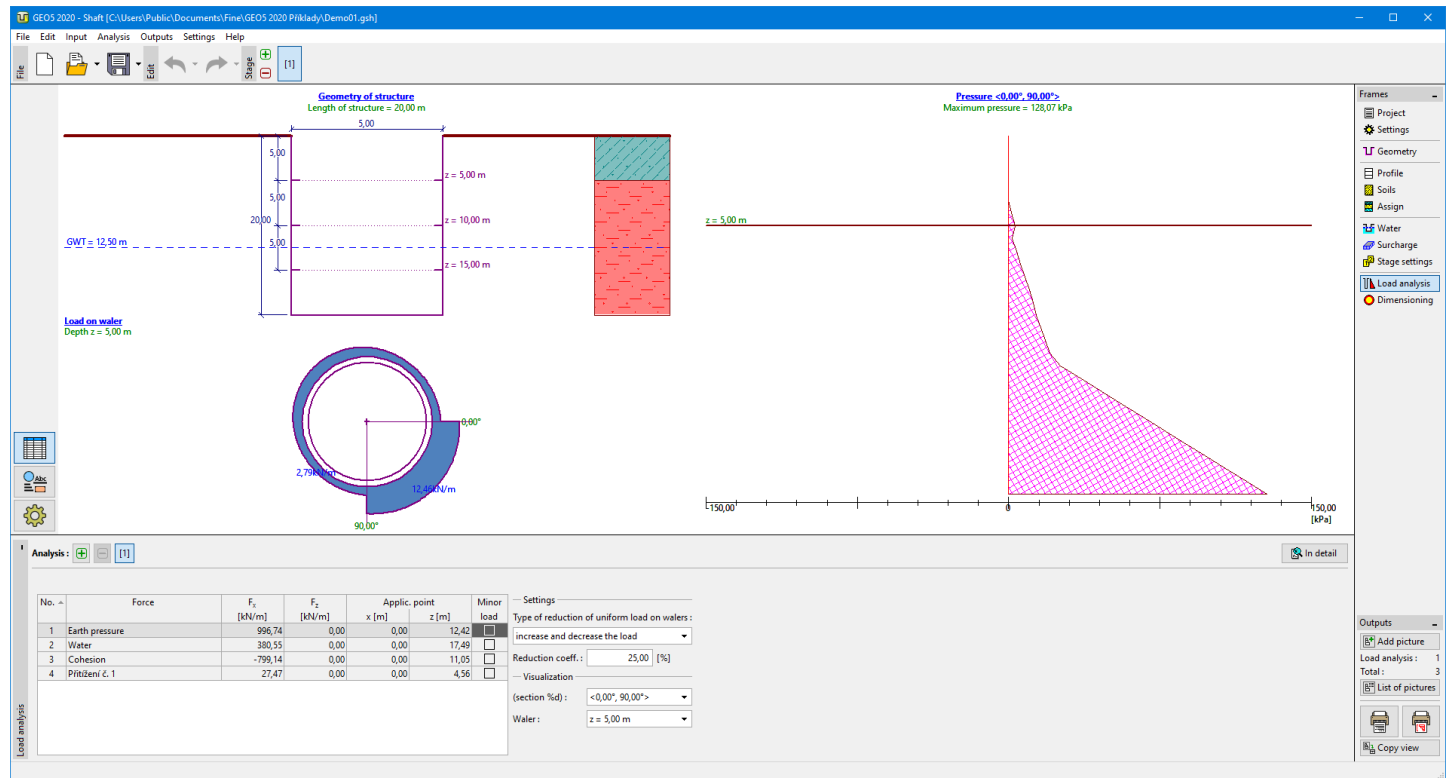 GEO5 2020 - Shaft [C:\Users\Public\Documents\Fine\GEO5 2020 Příklady\Demo01.gsh]
File Edit Input Analysis Outputs Settings Help
File
Edit
Stage
[1]
Geometry of structure
Length of structure = 20,00 m
5,00
5,00
z = 5,00 m
5,00
20,00
z = 10,00 m
GWT = 12,50 m
5,00
z = 15,00 m
Load on waler
Depth z = 5,00 m
0,00°
2,79kN/m
12,46kN/m
90,00°
Pressure <0,00°, 90,00°>
Maximum pressure = 128,07 kPa
z = 5,00 m
-150,00
0
150,00
[kPa]
Frames
Project
Settings
Geometry
Profile
Soils
Assign
Water
Surcharge
Stage settings
Load analysis
Dimensioning
Abc
Load analysis
Analysis : [1]
In detail
No. Force Fx Fz Applic. point Minor
[kN/m] [kN/m] x [m] z [m] load
1 Earth pressure 996,74 0,00 0,00 12,42
2 Water 380,55 0,00 0,00 17,49
3 Cohesion -799,14 0,00 0,00 11,05
4 Přitížení č. 1 27,47 0,00 0,00 4,56
Settings
Type of reduction of uniform load on walers :
increase and decrease the load
Reduction coeff. : 25,00 [%]
Visualization
(section %d) : <0,00°, 90,00°>
Waler : z = 5,00 m
Outputs
Add picture
Load analysis : 1
Total : 3
List of pictures
Copy view